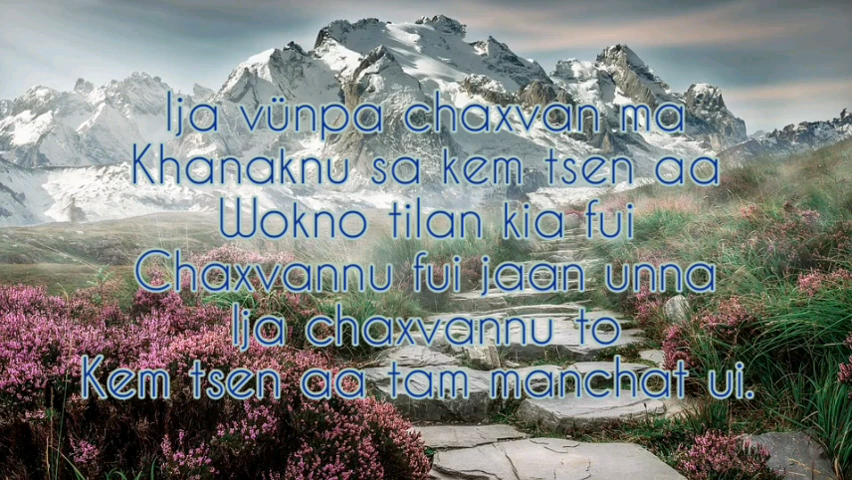 Ija vünpa chaxvan ma
Khanaknu sa kem tsen aa
Wokno tilan kia fui
Chaxvannu fui jaan unna
Ija chaxvannu to
Kem tsen aa tam manchat ui.